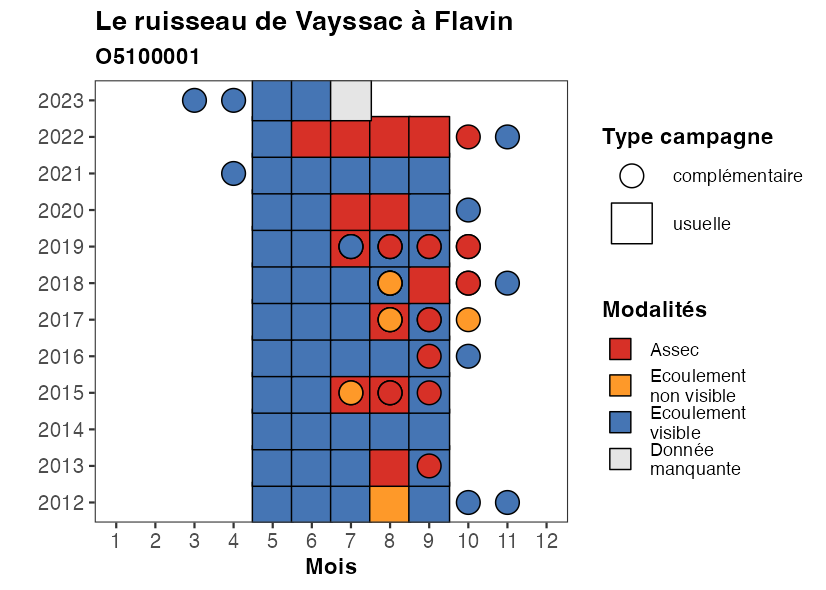 Le ruisseau de Vayssac à Flavin
O5100001
2023
2022
2021
2020
2019
2018
2017
2016
2015
2014
2013
2012
1 2 3 4 5 6 7 8 9 10 11 12
Mois
Type campagne
complémentaire
usuelle
Modalités
Assec
Ecoulement
non visible
Ecoulement
visible
Donnée
manquante